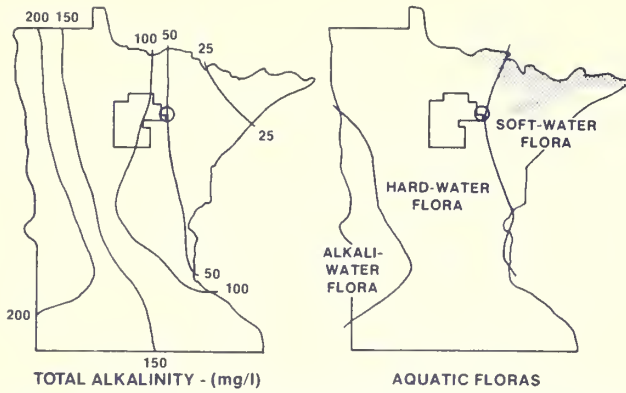 200 150
100 50
25
25
50
100
200
150
TOTAL ALKALINITY - (mg/l)
SOFT-WATER
FLORA
HARD-WATER
FLORA
ALKALI-
WATER
FLORA
AQUATIC FLORAS